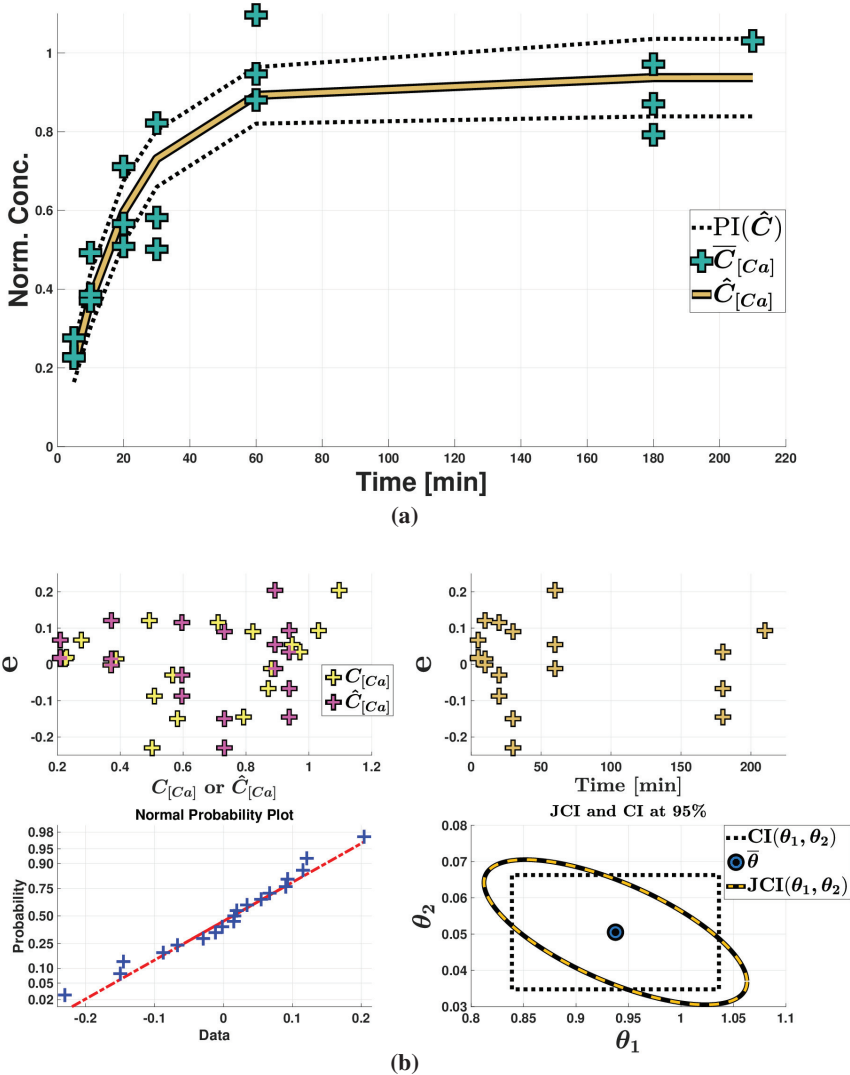 1
0.8
0.6
0.4
0.2
0
Norm. Conc.
0 20 40 60 80 100 120 140 160 180 200 220
Time [min]
PI(Ĉ)
C̅[Ca]
Ĉ[Ca]
(a)
0.2
0.1
0
-0.1
-0.2
e
0.2 0.4 0.6 0.8 1 1.2
C[Ca] or Ĉ[Ca]
C[Ca]
Ĉ[Ca]
0.2
0.1
0
-0.1
-0.2
e
0 50 100 150 200
Time [min]
Normal Probability Plot
0.98
0.95
0.90
0.75
0.50
0.25
0.10
0.05
0.02
Probability
-0.2 -0.1 0 0.1 0.2
Data
JCI and CI at 95%
0.08
0.07
0.06
0.05
0.04
0.03
θ2
0.8 0.85 0.9 0.95 1 1.05 1.1
θ1
CI(θ1, θ2)
θ̅
JCI(θ1, θ2)
(b)